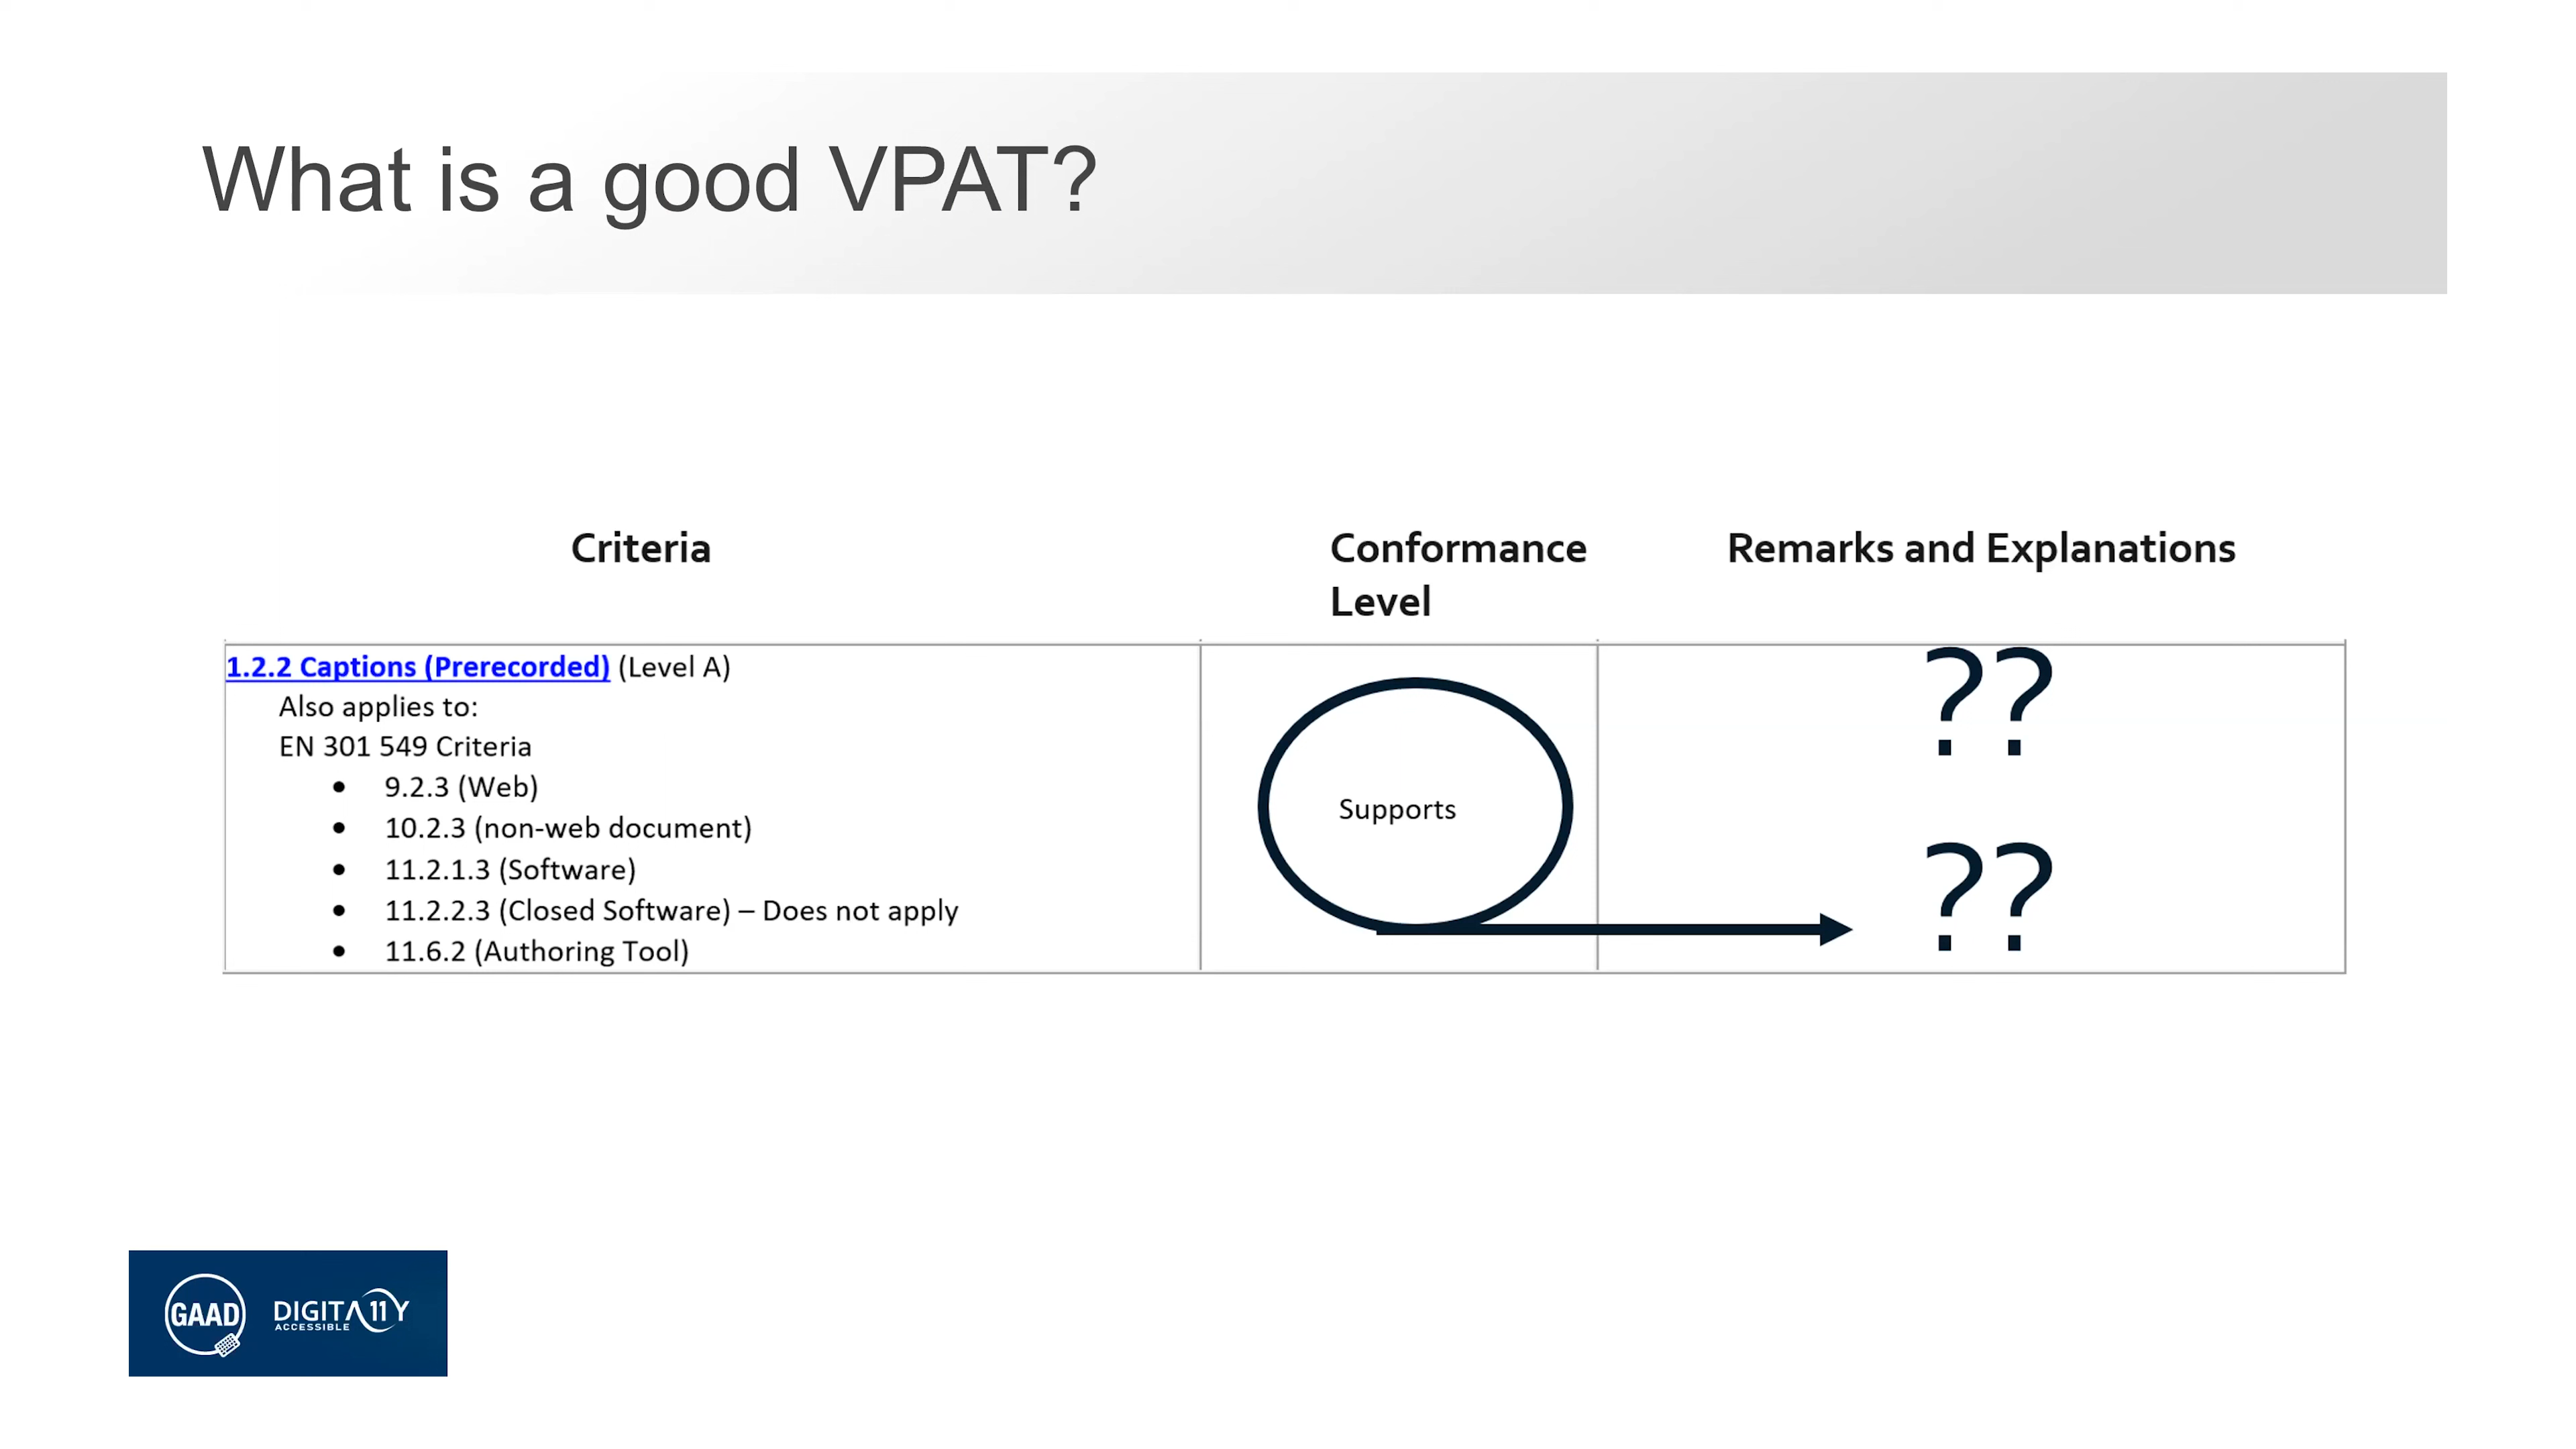 What is a good VPAT?
Criteria
Conformance
Level
Remarks and Explanations
1.2.2 Captions (Prerecorded) (Level A)
Also applies to:
EN 301 549 Criteria
• 9.2.3 (Web)
• 10.2.3 (non-web document)
• 11.2.1.3 (Software)
• 11.2.2.3 (Closed Software) – Does not apply
• 11.6.2 (Authoring Tool)
Supports
??
??
GAAD
DIGITA11Y
ACCESSIBLE